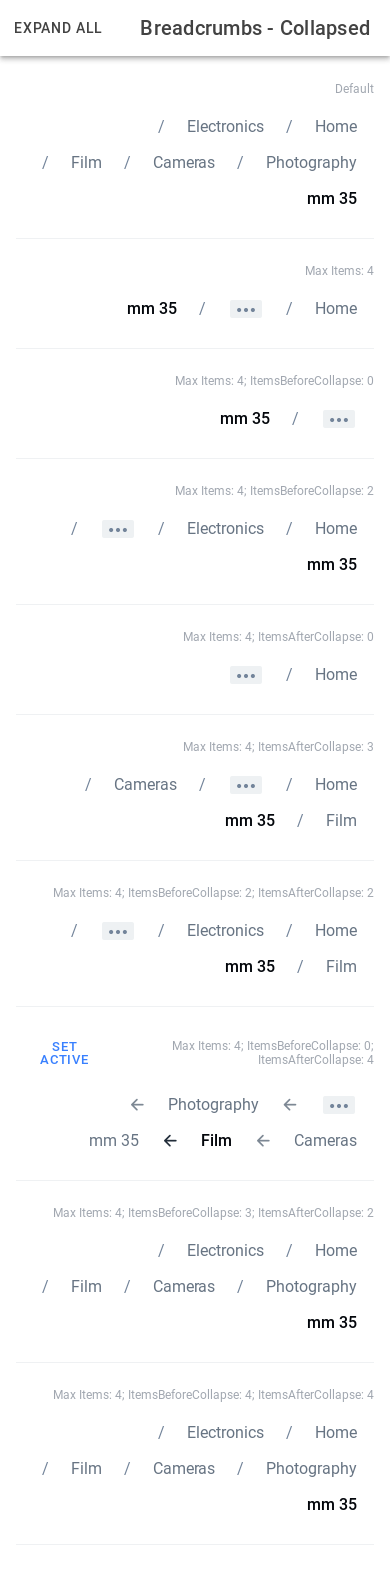 Breadcrumbs - Collapsed EXPAND ALL
Default
Home / Electronics /
Photography / Cameras / Film /
mm 35
Max Items: 4
Home / ••• / mm 35
Max Items: 4; ItemsBeforeCollapse: 0
••• / mm 35
Max Items: 4; ItemsBeforeCollapse: 2
Home / Electronics / ••• /
mm 35
Max Items: 4; ItemsAfterCollapse: 0
Home / •••
Max Items: 4; ItemsAfterCollapse: 3
Home / ••• / Cameras /
Film / mm 35
Max Items: 4; ItemsBeforeCollapse: 2; ItemsAfterCollapse: 2
Home / Electronics / ••• /
Film / mm 35
Max Items: 4; ItemsBeforeCollapse: 0;
ItemsAfterCollapse: 4
SET
ACTIVE
••• ← Photography ←
Cameras ← Film ← mm 35
Max Items: 4; ItemsBeforeCollapse: 3; ItemsAfterCollapse: 2
Home / Electronics /
Photography / Cameras / Film /
mm 35
Max Items: 4; ItemsBeforeCollapse: 4; ItemsAfterCollapse: 4
Home / Electronics /
Photography / Cameras / Film /
mm 35